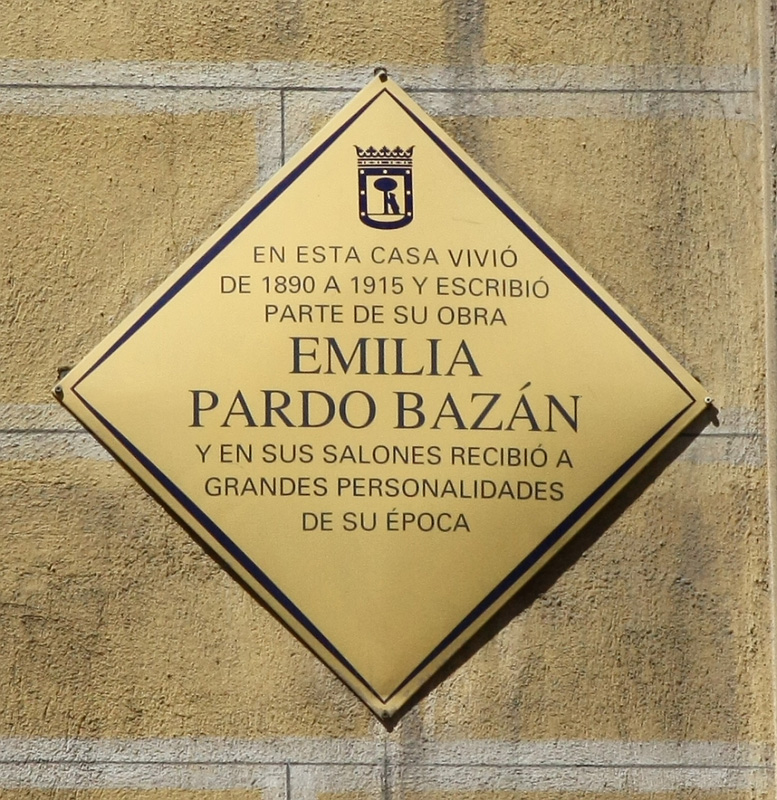 EN ESTA CASA VIVIÓ
DE 1890 A 1915 Y ESCRIBIÓ
PARTE DE SU OBRA
EMILIA
PARDO BAZÁN
Y EN SUS SALONES RECIBIÓ A
GRANDES PERSONALIDADES
DE SU ÉPOCA